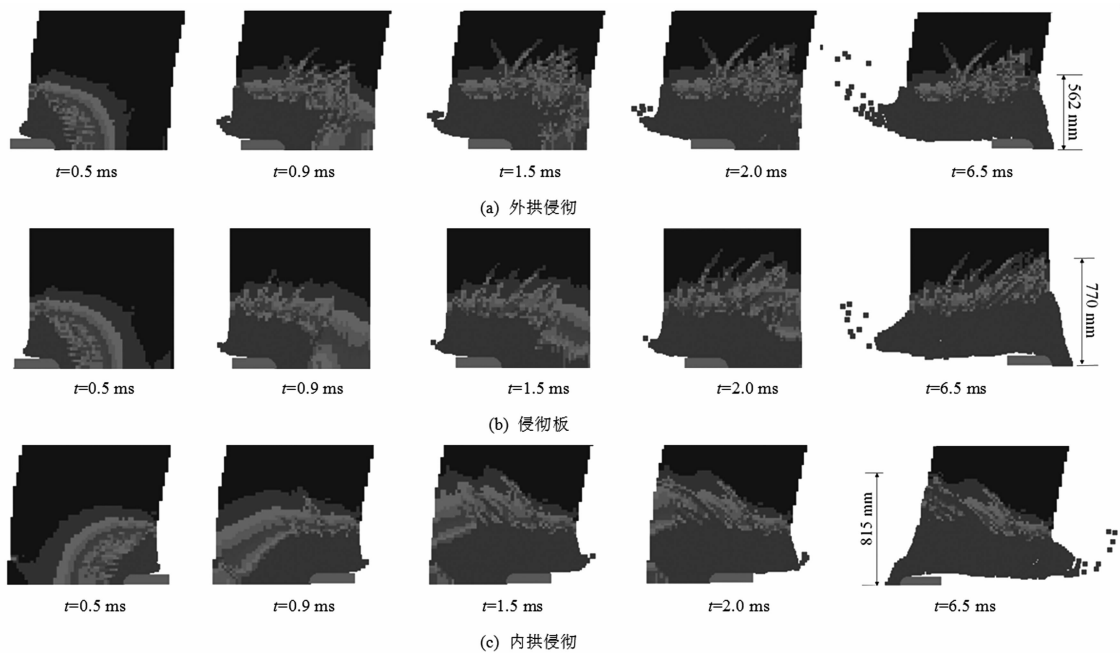 562 mm
t=0.5 ms
t=0.9 ms
t=1.5 ms
t=2.0 ms
t=6.5 ms
(a) 外拱侵彻
770 mm
t=0.5 ms
t=0.9 ms
t=1.5 ms
t=2.0 ms
t=6.5 ms
(b) 侵彻板
815 mm
t=0.5 ms
t=0.9 ms
t=1.5 ms
t=2.0 ms
t=6.5 ms
(c) 内拱侵彻